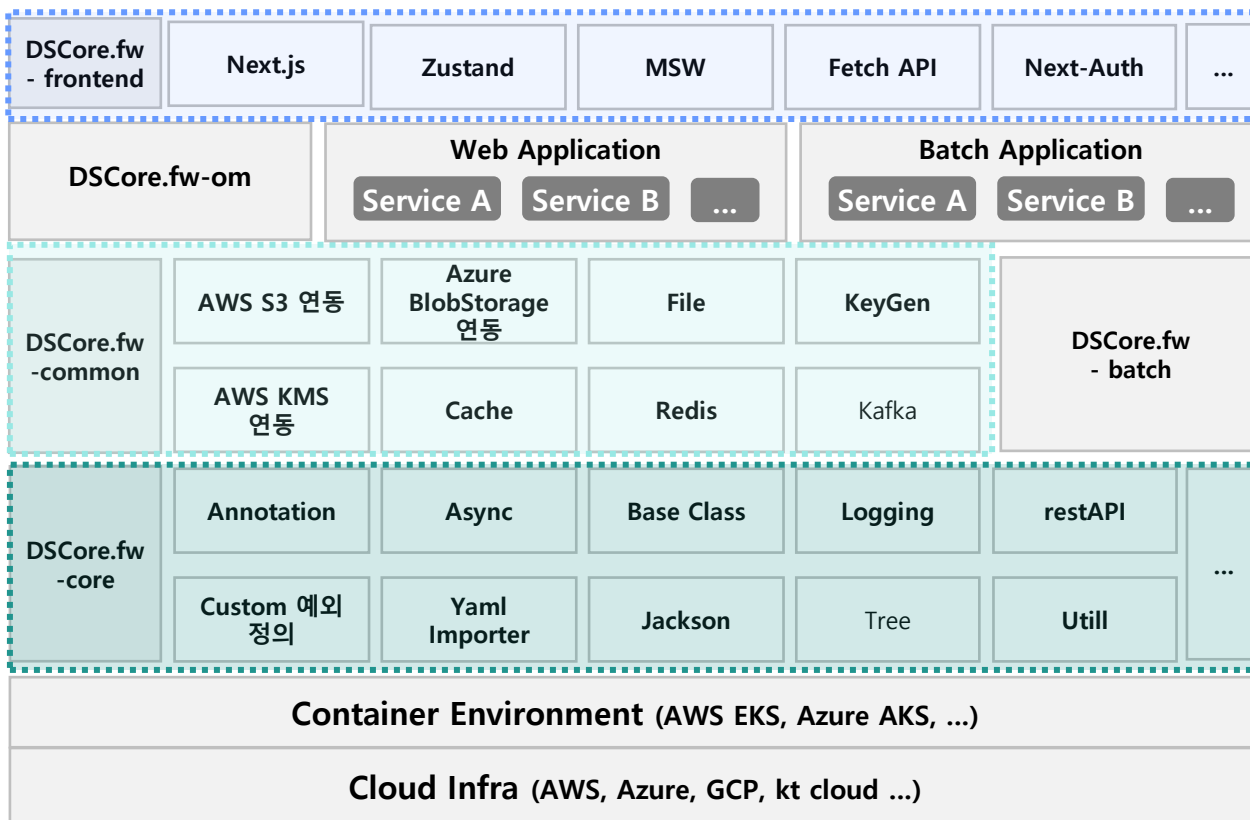 DSCore.fw
- frontend
Next.js
Zustand
MSW
Fetch API
Next-Auth
...
DSCore.fw-om
Web Application
Service A
Service B
...
Batch Application
Service A
Service B
...
DSCore.fw
-common
AWS S3 연동
Azure
BlobStorage
연동
File
KeyGen
AWS KMS
연동
Cache
Redis
Kafka
DSCore.fw
- batch
DSCore.fw
-core
Annotation
Async
Base Class
Logging
restAPI
...
Custom 예외
정의
Yaml
Importer
Jackson
Tree
Utill
Container Environment (AWS EKS, Azure AKS, ...)
Cloud Infra (AWS, Azure, GCP, kt cloud ...)